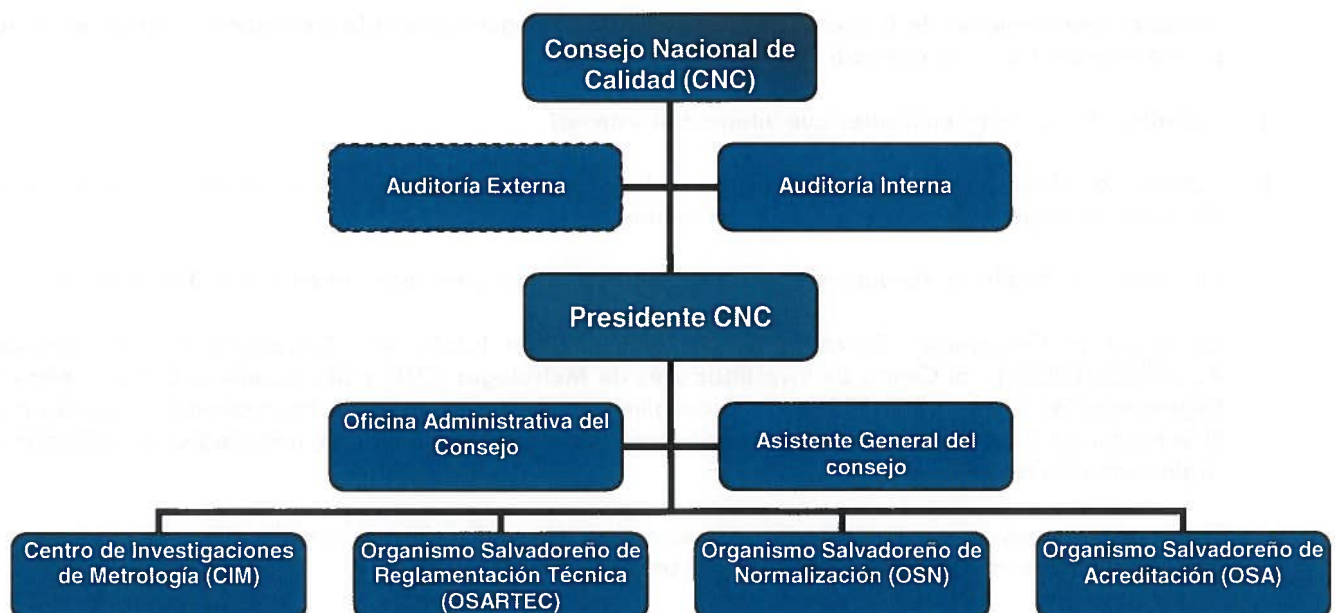 Consejo Nacional de
Calidad (CNC)
Auditoría Externa
Auditoría Interna
Presidente CNC
Oficina Administrativa del
Consejo
Asistente General del
consejo
Centro de Investigaciones
de Metrología (CIM)
Organismo Salvadoreño de
Reglamentación Técnica
(OSARTEC)
Organismo Salvadoreño de
Normalización (OSN)
Organismo Salvadoreño de
Acreditación (OSA)